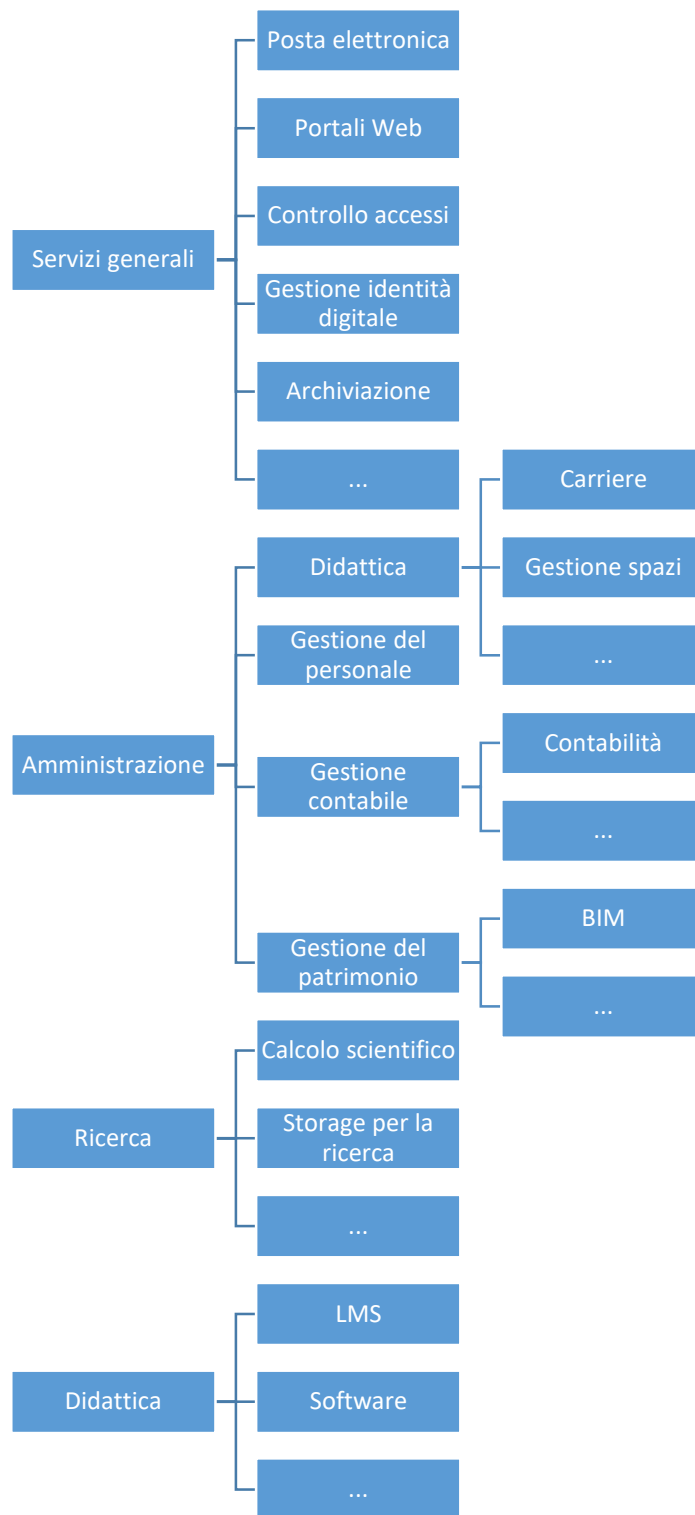 Servizi generali
Posta elettronica
Portali Web
Controllo accessi
Gestione identità
digitale
Archiviazione
...
Amministrazione
Didattica
Carriere
Gestione spazi
...
Gestione del
personale
Gestione
contabile
Contabilità
...
Gestione del
patrimonio
BIM
...
Ricerca
Calcolo scientifico
Storage per la
ricerca
...
Didattica
LMS
Software
...